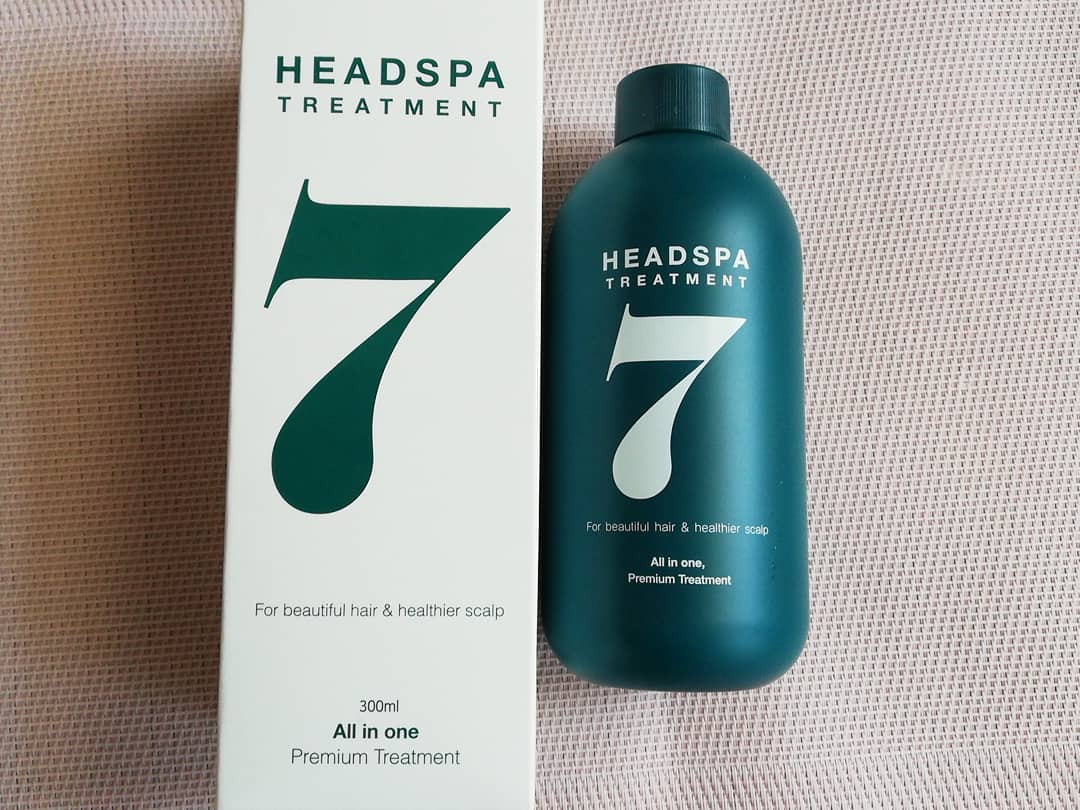 HEADSPA
TREATMENT
7
For beautiful hair & healthier scalp
300ml
All in one
Premium Treatment
HEADSPA
TREATMENT
7
For beautiful hair & healthier scalp
All in one,
Premium Treatment